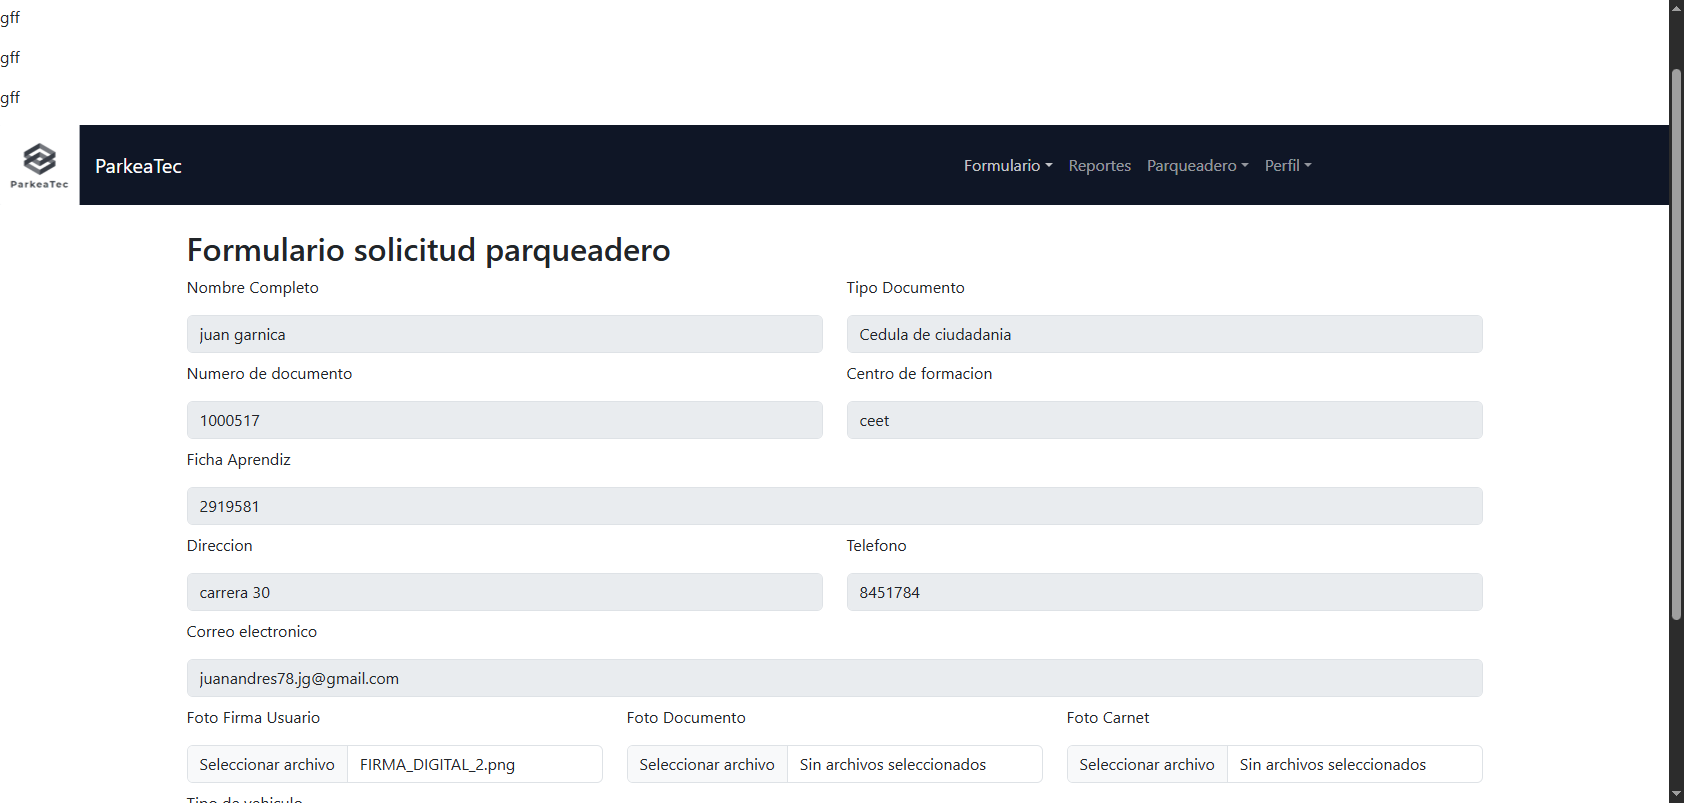 gff
gff
gff
ParkeaTec
ParkeaTec
Formulario Reportes Parqueadero Perfil
Formulario solicitud parqueadero
Nombre Completo Tipo Documento
juan garnica Cedula de ciudadania
Numero de documento Centro de formacion
1000517 ceet
Ficha Aprendiz
2919581
Direccion Telefono
carrera 30 8451784
Correo electronico
juanandres78.jg@gmail.com
Foto Firma Usuario Foto Documento Foto Carnet
Seleccionar archivo FIRMA_DIGITAL_2.png Seleccionar archivo Sin archivos seleccionados Seleccionar archivo Sin archivos seleccionados
Tipo de vehiculo